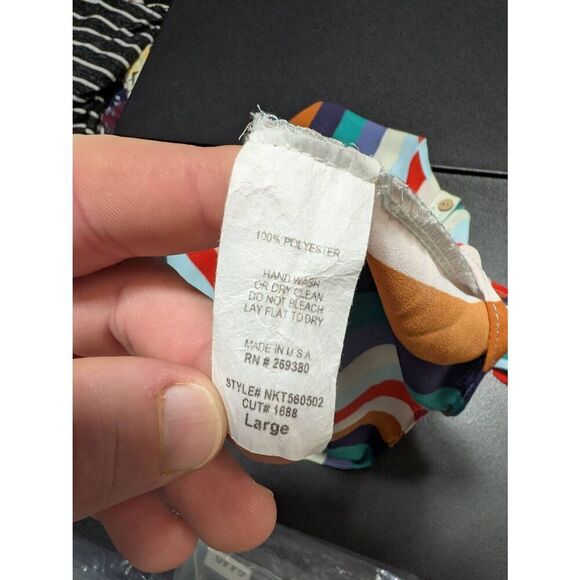 100% POLYESTER
HAND WASH
OR DRY CLEAN
DO NOT BLEACH
LAY FLAT TO DRY
MADE IN U.S.A
RN # 269380
STYLE# NKT560502
CUT# 1688
Large